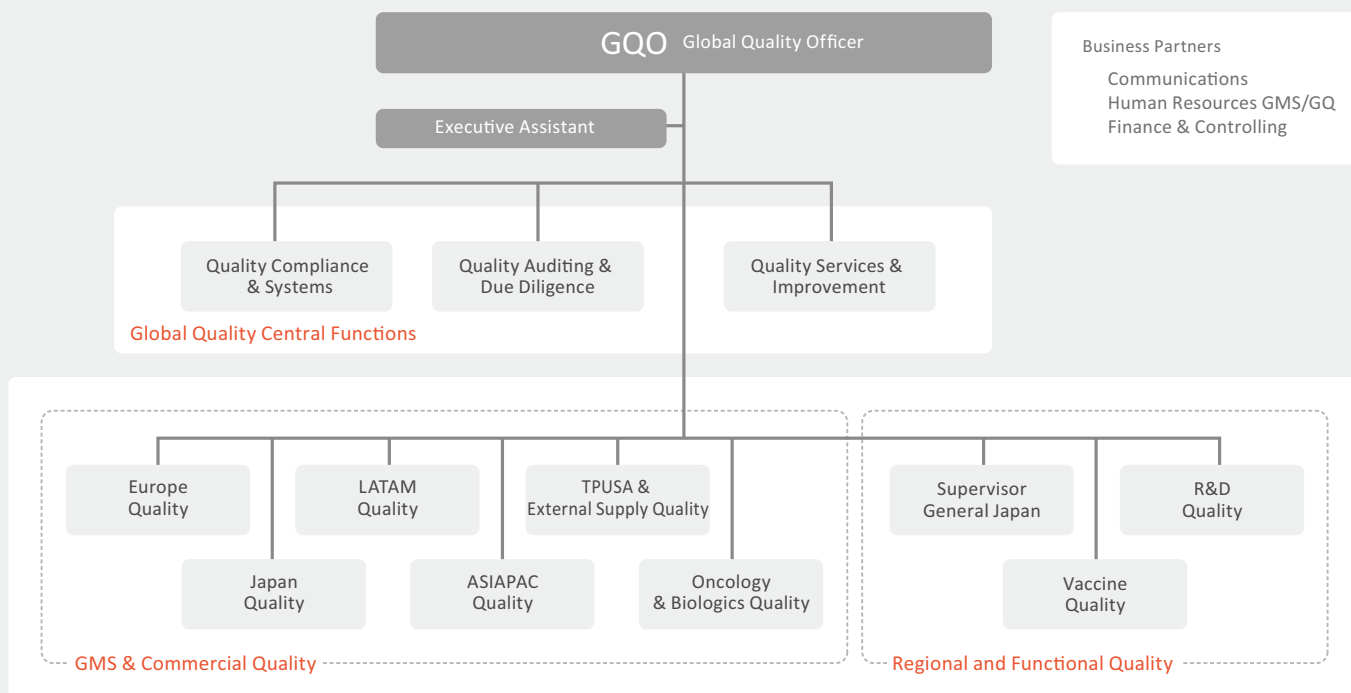 GQO Global Quality Officer
Business Partners
Communications
Human Resources GMS/GQ
Finance & Controlling
Executive Assistant
Quality Compliance
& Systems
Quality Auditing &
Due Diligence
Quality Services &
Improvement
Global Quality Central Functions
Europe
Quality
LATAM
Quality
TPUSA &
External Supply Quality
Supervisor
General Japan
R&D
Quality
Japan
Quality
ASIAPAC
Quality
Oncology
& Biologics Quality
Vaccine
Quality
GMS & Commercial Quality
Regional and Functional Quality